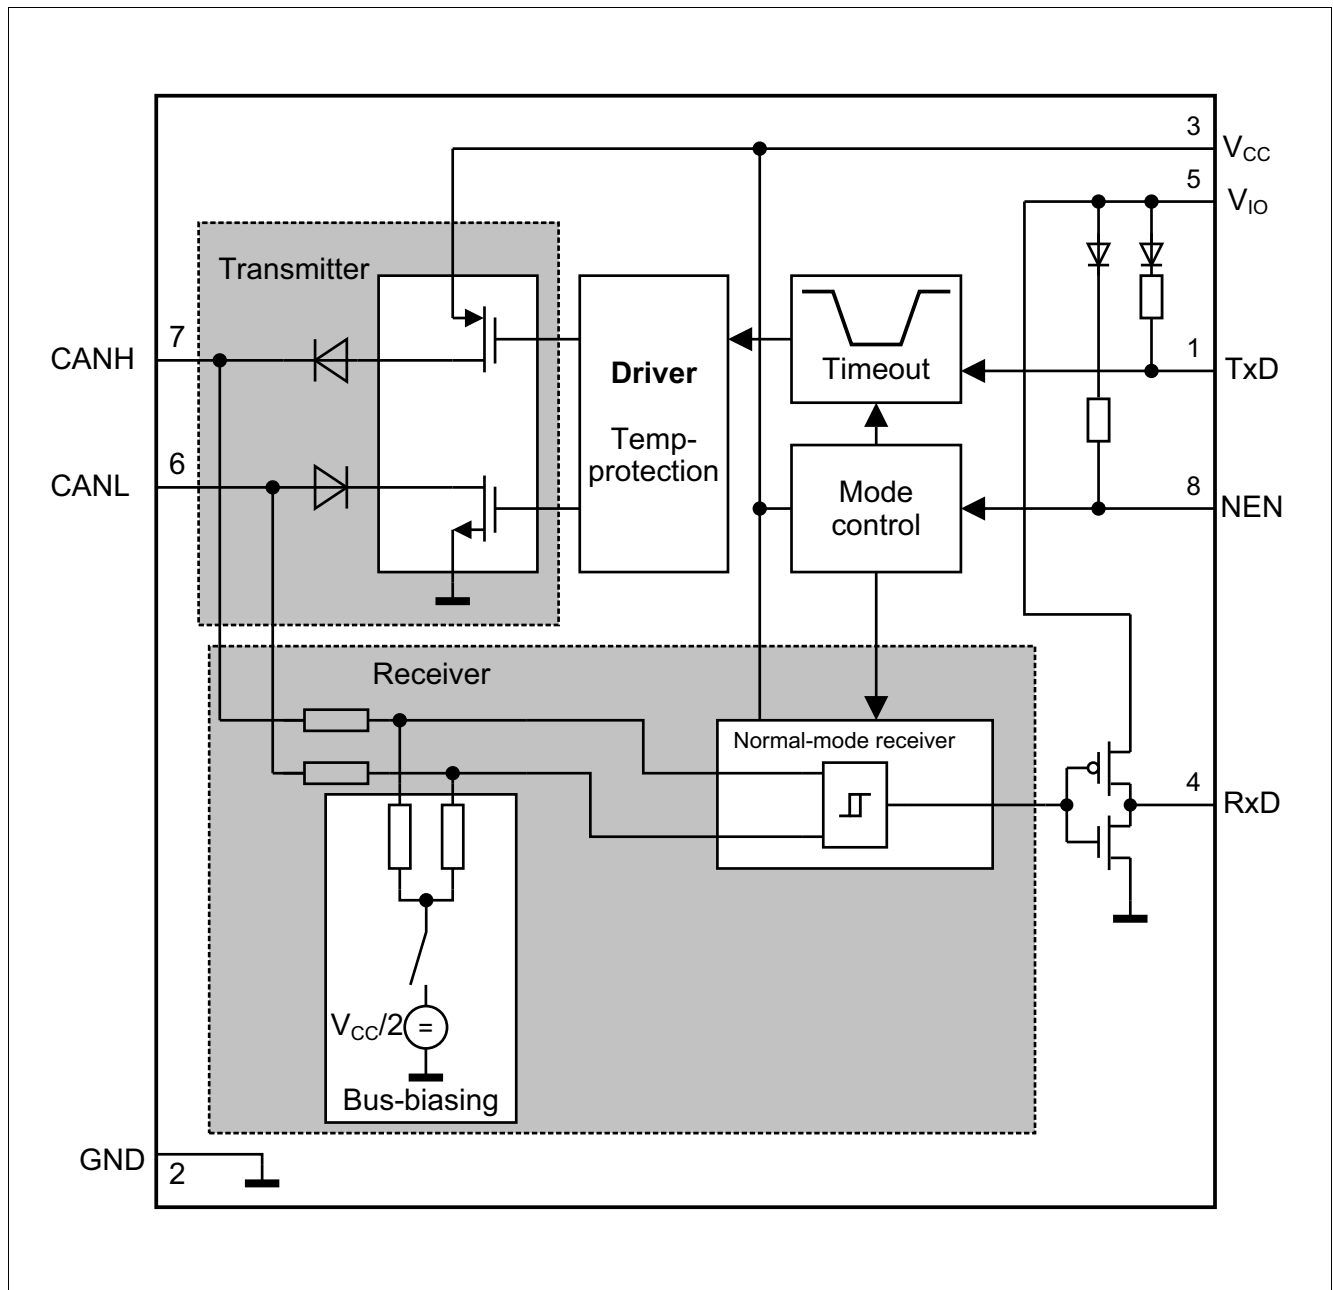 3
VCC
5
VIO
Transmitter
7
CANH
Driver
Temp-
protection
Timeout
1
TxD
6
CANL
Mode
control
8
NEN
Receiver
Normal-mode receiver
4
RxD
VCC/2
=
Bus-biasing
GND
2